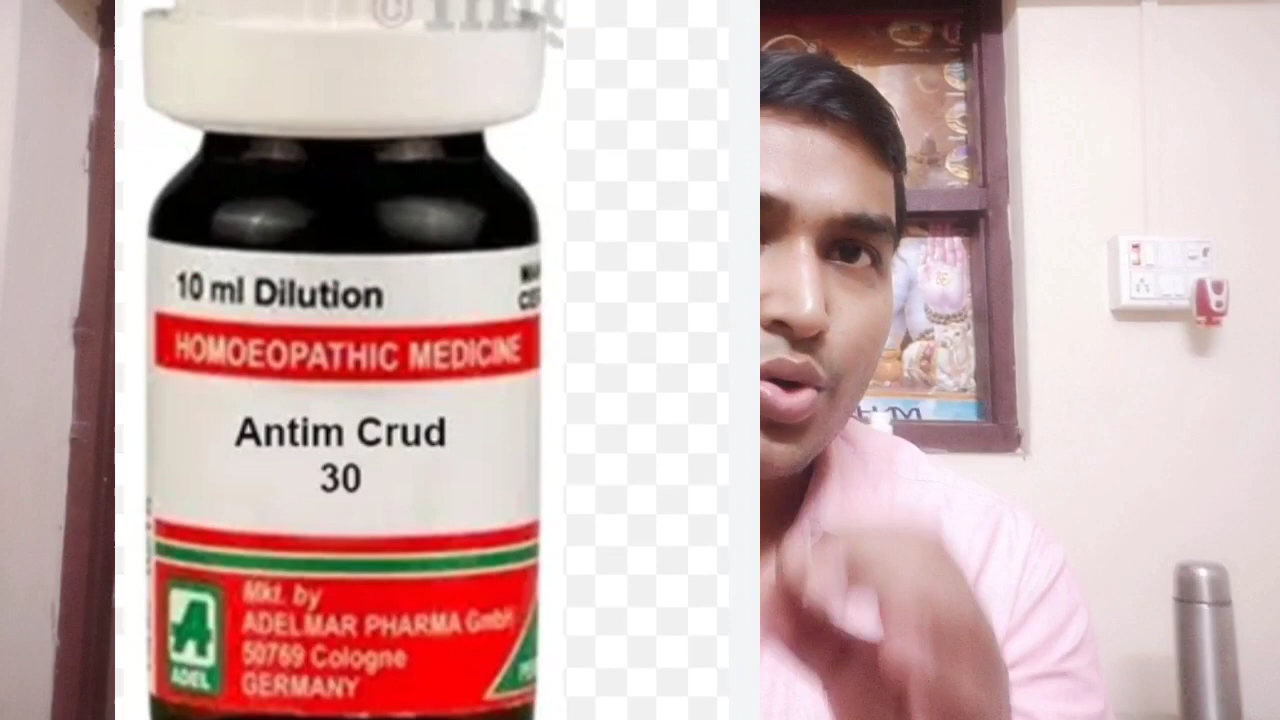 10 ml Dilution
HOMOEOPATHIC MEDICINE
Antim Crud
30
Mkt. by
ADELMAR PHARMA GmbH
50769 Cologne
GERMANY
ADEL